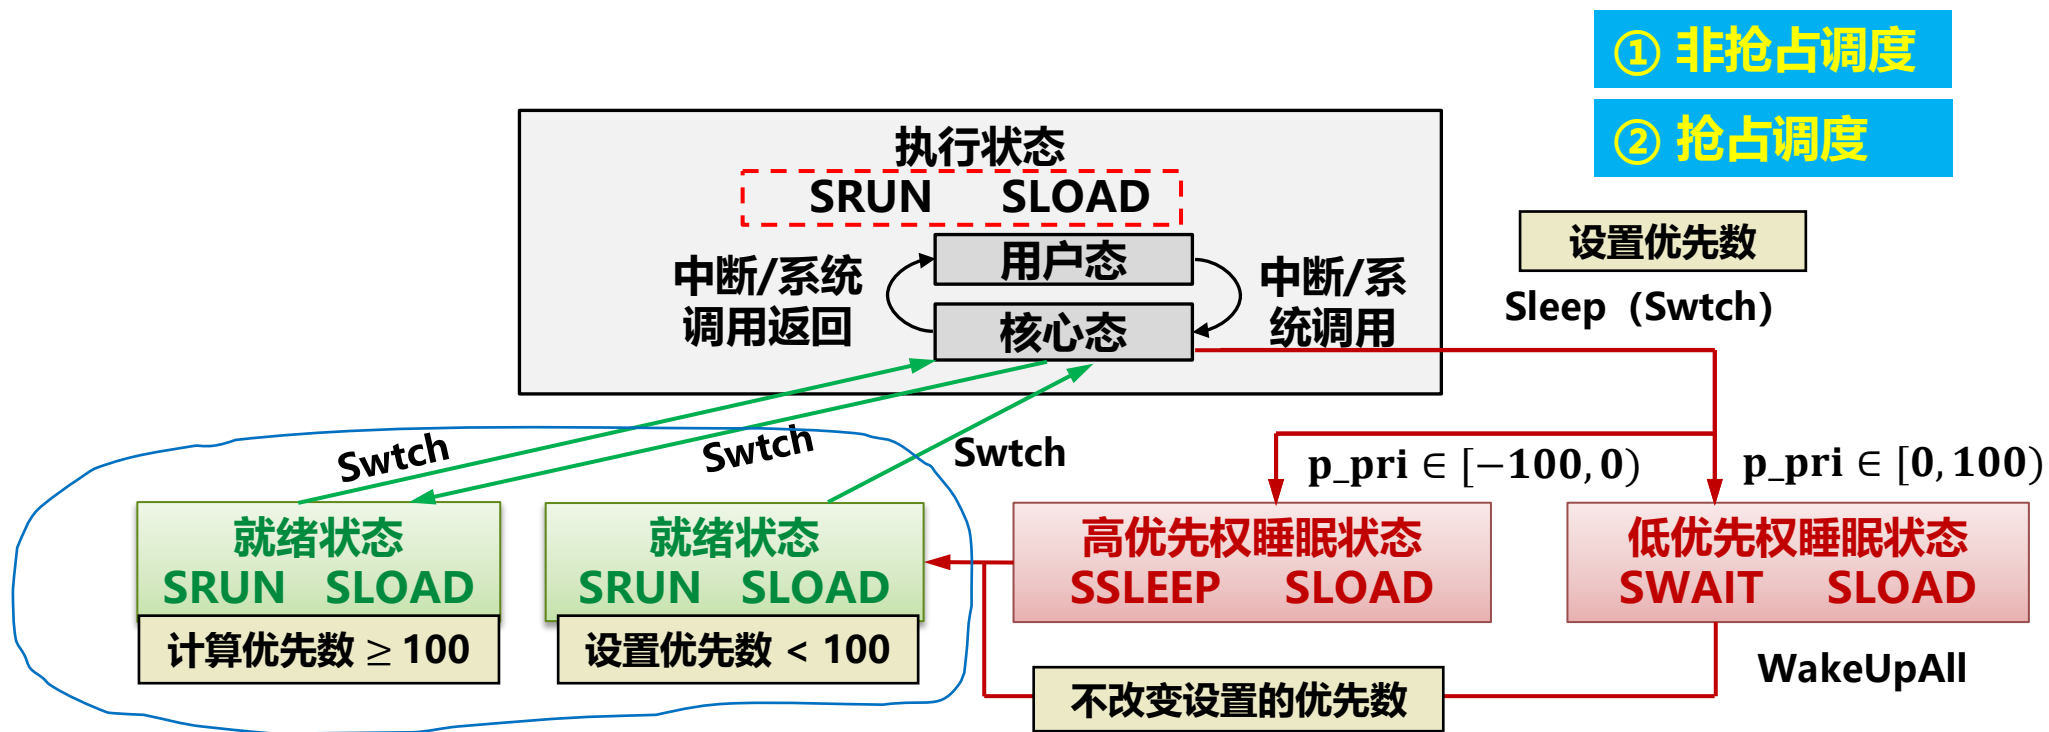 ① 非抢占调度
② 抢占调度
执行状态
SRUN SLOAD
用户态
中断/系统
调用返回
核心态
中断/系
统调用
设置优先数
Sleep（Swtch）
Swtch
Swtch
Swtch
p_pri ∈ [−100, 0)
p_pri ∈ [0, 100)
就绪状态
SRUN SLOAD
计算优先数 ≥ 100
就绪状态
SRUN SLOAD
设置优先数 < 100
高优先权睡眠状态
SSLEEP SLOAD
低优先权睡眠状态
SWAIT SLOAD
WakeUpAll
不改变设置的优先数